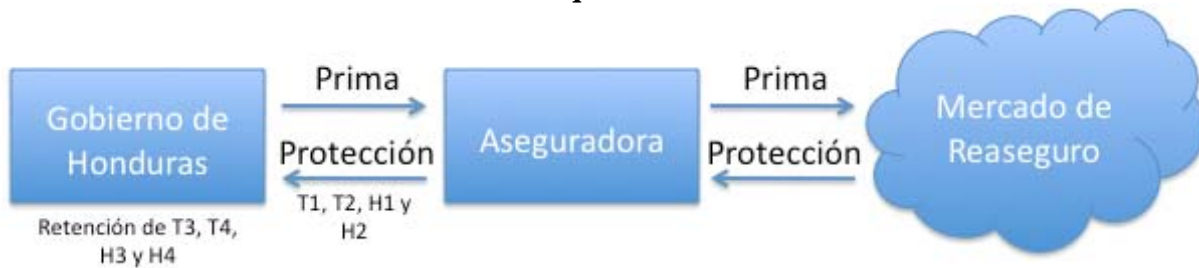 Gobierno de
Honduras
Retención de T3, T4,
H3 y H4
Prima
Protección
T1, T2, H1 y
H2
Aseguradora
Prima
Protección
Mercado de
Reaseguro